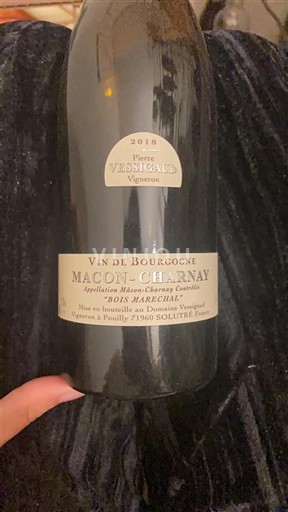 2018
Pierre
VESSIGAUD
Vigneron
VIN DE BOURGOGNE
MACON-CHARNAY
Appellation Mâcon-Charnay Contrôlée
"BOIS MARECHAL"
Mise en bouteille au Domaine Vessigaud
Vigneron à Pouilly 71960 SOLUTRÉ France